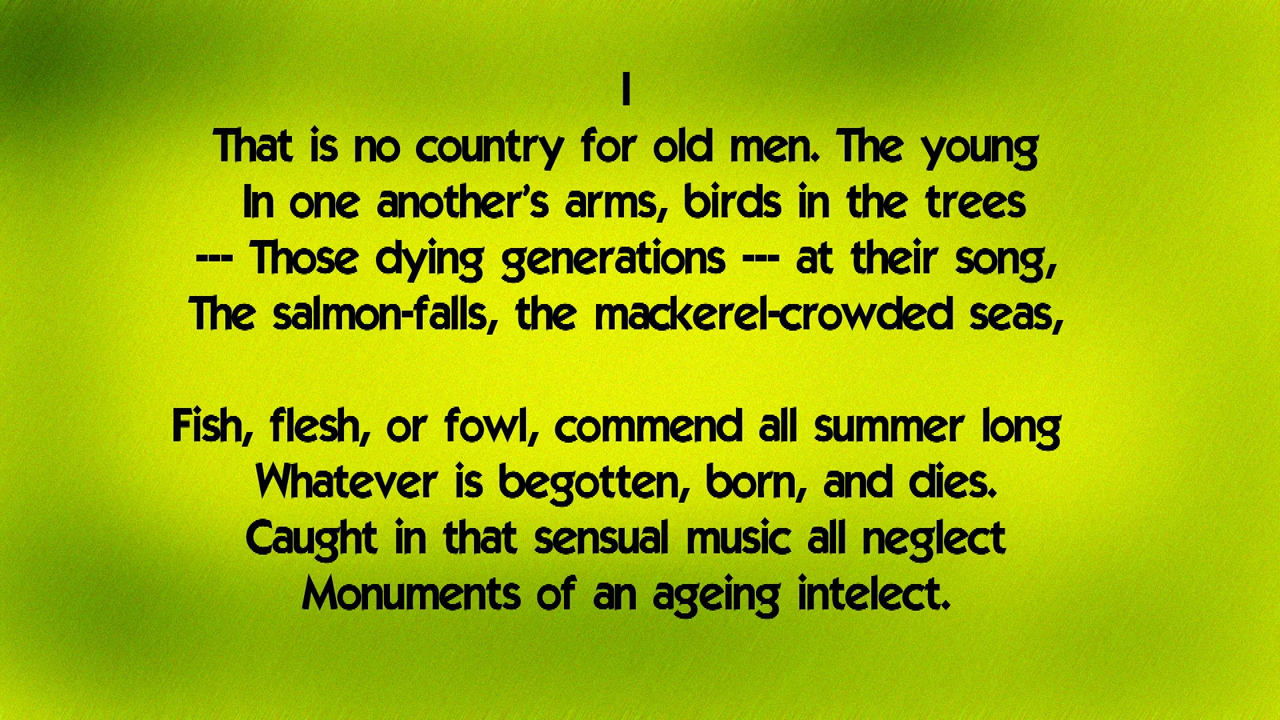 I
That is no country for old men. The young
In one another's arms, birds in the trees
--- Those dying generations --- at their song,
The salmon-falls, the mackerel-crowded seas,
Fish, flesh, or fowl, commend all summer long
Whatever is begotten, born, and dies.
Caught in that sensual music all neglect
Monuments of an ageing intelect.